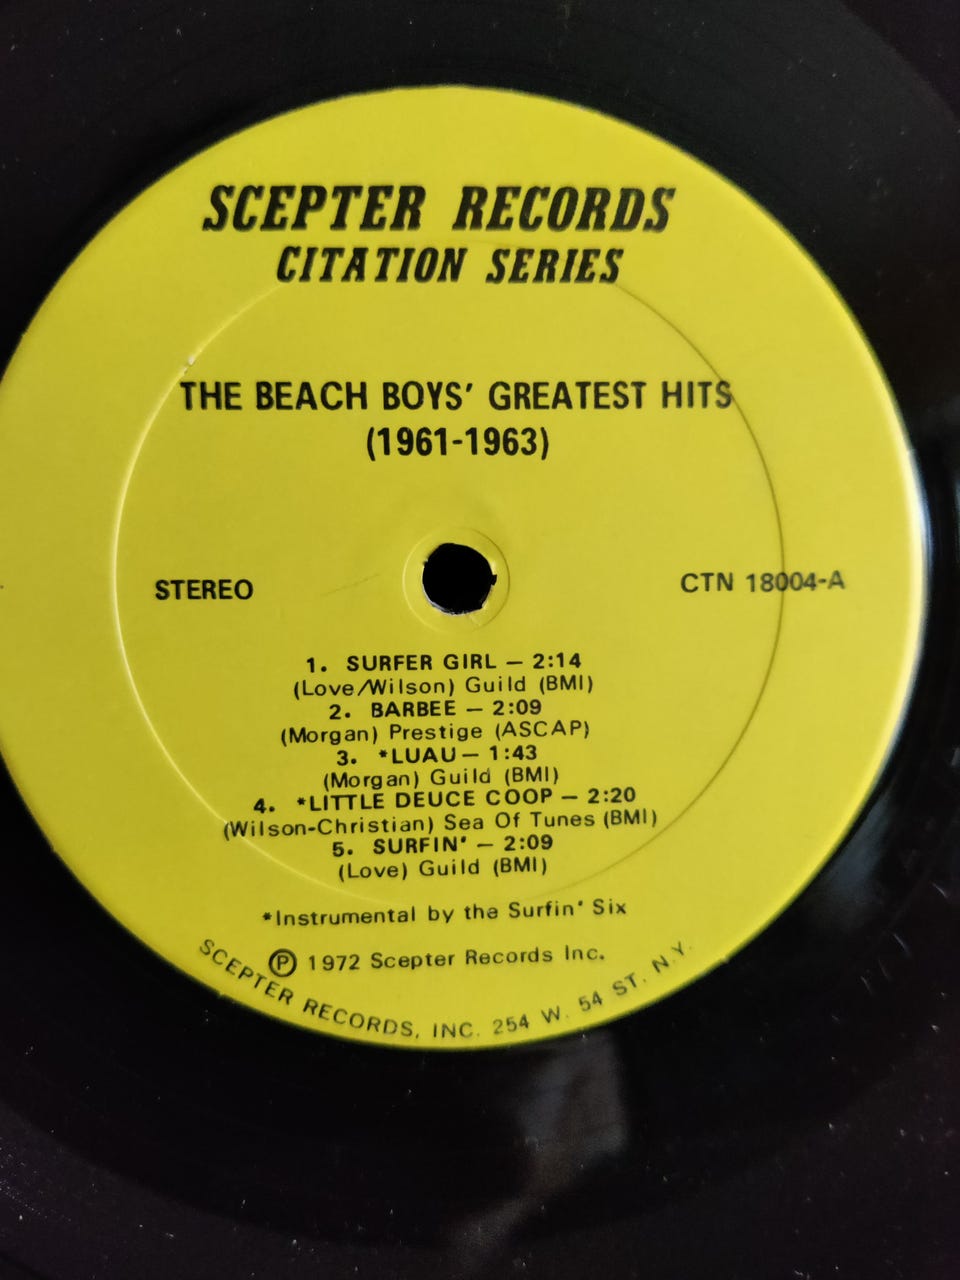 SCEPTER RECORDS
CITATION SERIES
THE BEACH BOYS' GREATEST HITS
(1961-1963)
STEREO
CTN 18004-A
1. SURFER GIRL — 2:14
(Love/Wilson) Guild (BMI)
2. BARBEE — 2:09
(Morgan) Prestige (ASCAP)
3. *LUAU — 1:43
(Morgan) Guild (BMI)
4. *LITTLE DEUCE COOP — 2:20
(Wilson-Christian) Sea Of Tunes (BMI)
5. SURFIN' — 2:09
(Love) Guild (BMI)
*Instrumental by the Surfin' Six
Ⓟ 1972 Scepter Records Inc.
SCEPTER RECORDS, INC. 254 W. 54 ST. N.Y.